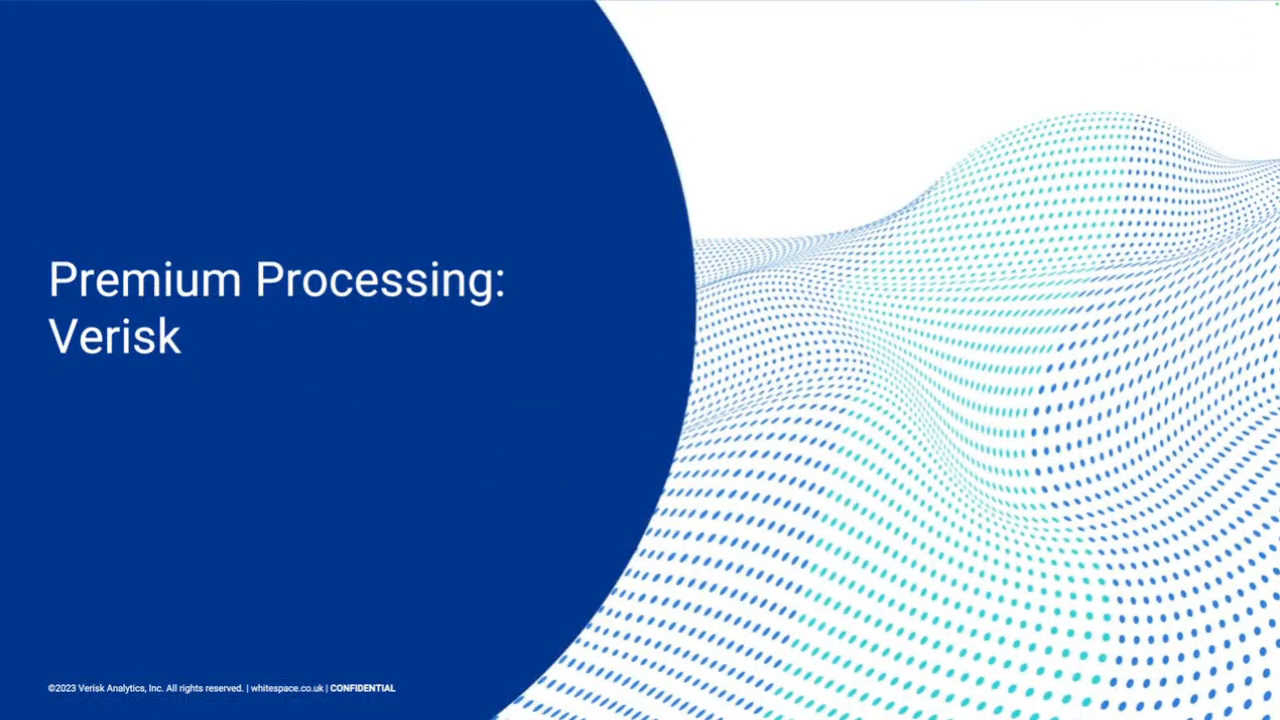 Premium Processing:
Verisk
©2023 Verisk Analytics, Inc. All rights reserved. | whitespace.co.uk | CONFIDENTIAL